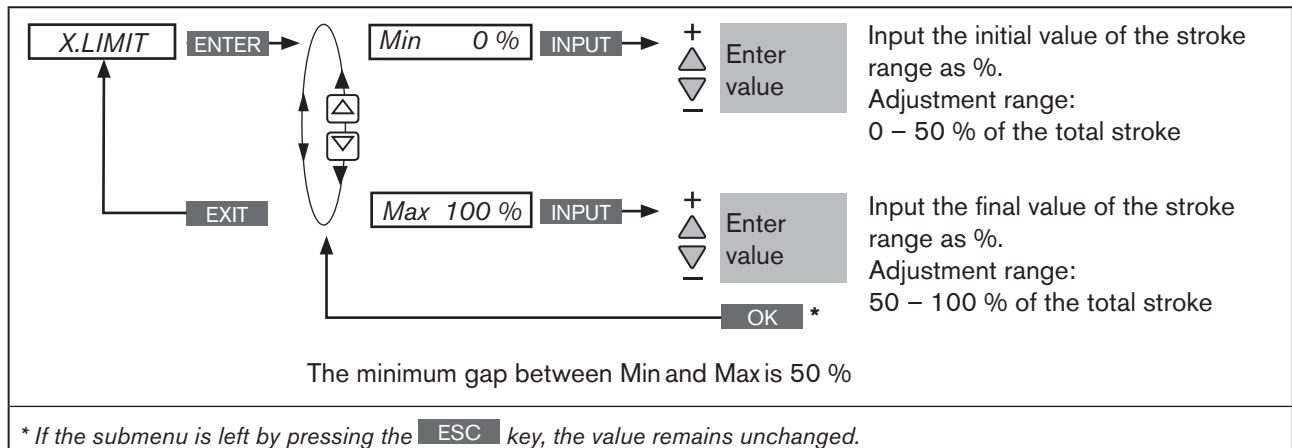 X.LIMIT ENTER Min 0 % INPUT + Enter value − Input the initial value of the stroke range as %.
Adjustment range:
0 – 50 % of the total stroke
EXIT Max 100 % INPUT + Enter value − Input the final value of the stroke range as %.
Adjustment range:
50 – 100 % of the total stroke
OK *
The minimum gap between Min and Max is 50 %
* If the submenu is left by pressing the ESC key, the value remains unchanged.